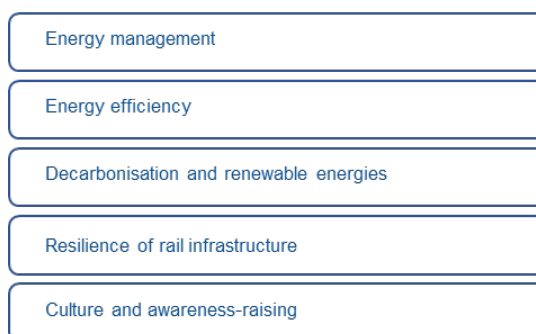 Energy management
Energy efficiency
Decarbonisation and renewable energies
Resilience of rail infrastructure
Culture and awareness-raising